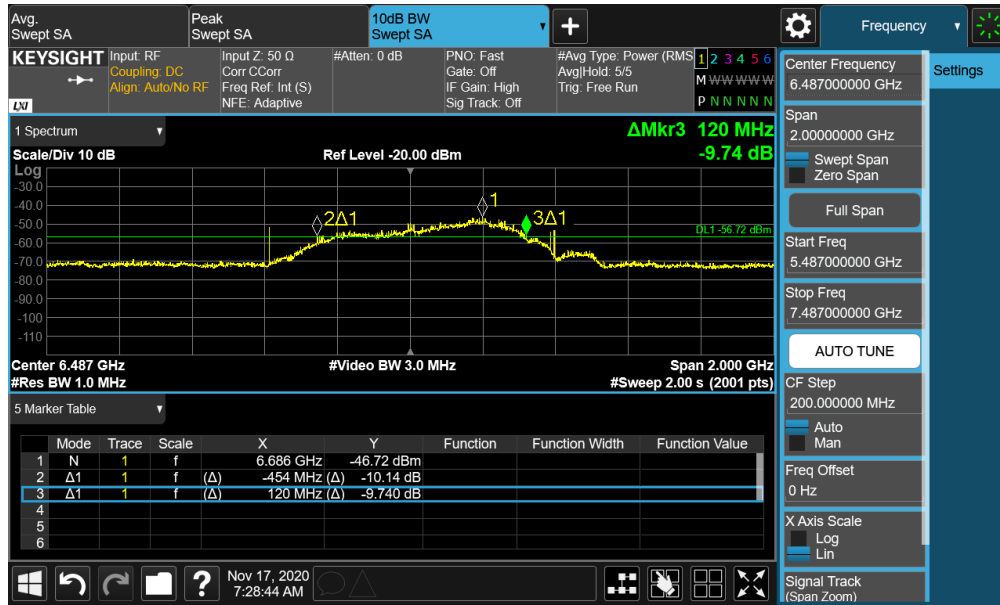 Avg.
Swept SA
Peak
Swept SA
10dB BW
Swept SA
Frequency
KEYSIGHT
LXI
Input: RF
Coupling: DC
Align: Auto/No RF
Input Z: 50 Ω
Corr CCorr
Freq Ref: Int (S)
NFE: Adaptive
#Atten: 0 dB
PNO: Fast
Gate: Off
IF Gain: High
Sig Track: Off
#Avg Type: Power (RMS
Avg|Hold: 5/5
Trig: Free Run
1 2 3 4 5 6
M W W W W W
P N N N N N
1 Spectrum
ΔMkr3 120 MHz
-9.74 dB
Scale/Div 10 dB
Ref Level -20.00 dBm
Log
-30.0
-40.0
-50.0
-60.0
-70.0
-80.0
-90.0
-100
-110
1
2Δ1
3Δ1
DL1 -56.72 dBm
Center 6.487 GHz
#Video BW 3.0 MHz
Span 2.000 GHz
#Res BW 1.0 MHz
#Sweep 2.00 s (2001 pts)
5 Marker Table
Mode Trace Scale X Y Function Function Width Function Value
1 N 1 f 6.686 GHz -46.72 dBm
2 Δ1 1 f (Δ) -454 MHz (Δ) -10.14 dB
3 Δ1 1 f (Δ) 120 MHz (Δ) -9.740 dB
4
5
6
Center Frequency
6.487000000 GHz
Settings
Span
2.00000000 GHz
Swept Span
Zero Span
Full Span
Start Freq
5.487000000 GHz
Stop Freq
7.487000000 GHz
AUTO TUNE
CF Step
200.000000 MHz
Auto
Man
Freq Offset
0 Hz
X Axis Scale
Log
Lin
Signal Track
(Span Zoom)
?
Nov 17, 2020
7:28:44 AM